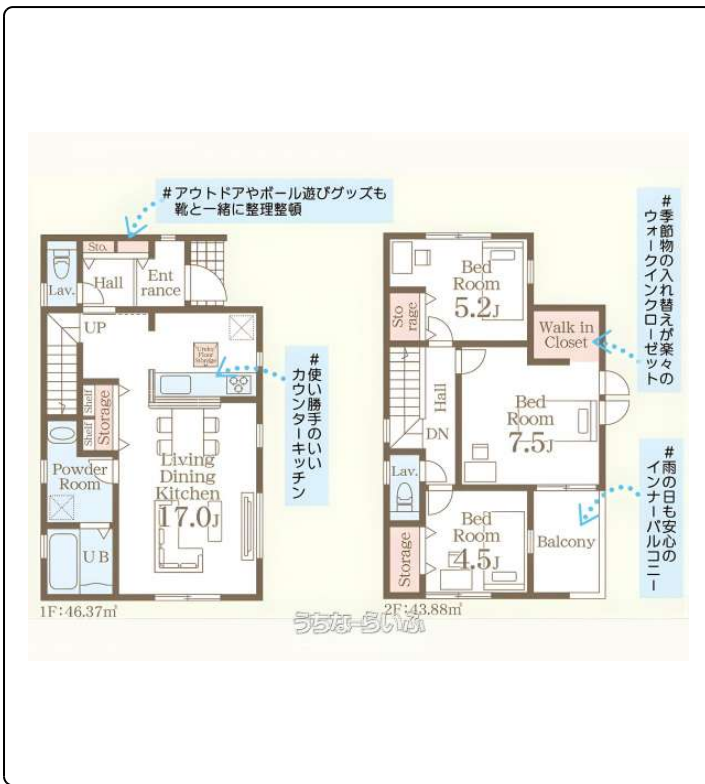 #アウトドアやボール遊びグッズも
靴と一緒に整理整頓
Sto.
Lav.
Hall
Ent
rance
UP
Under
Floor
Storage
#使い勝手のいい
カウンターキッチン
Shelf
Shelf
Storage
Powder
Room
Living
Dining
Kitchen
17.0J
UB
1F:46.37㎡
Bed
Room
5.2J
Sto
rage
Walk in
Closet
#季節物の入れ替えが楽々の
ウォークインクローゼット
Hall
DN
Bed
Room
7.5J
Lav.
Storage
Bed
Room
4.5J
Balcony
#雨の日も安心の
インナーバルコニー
2F:43.88㎡
うちなーらいふ